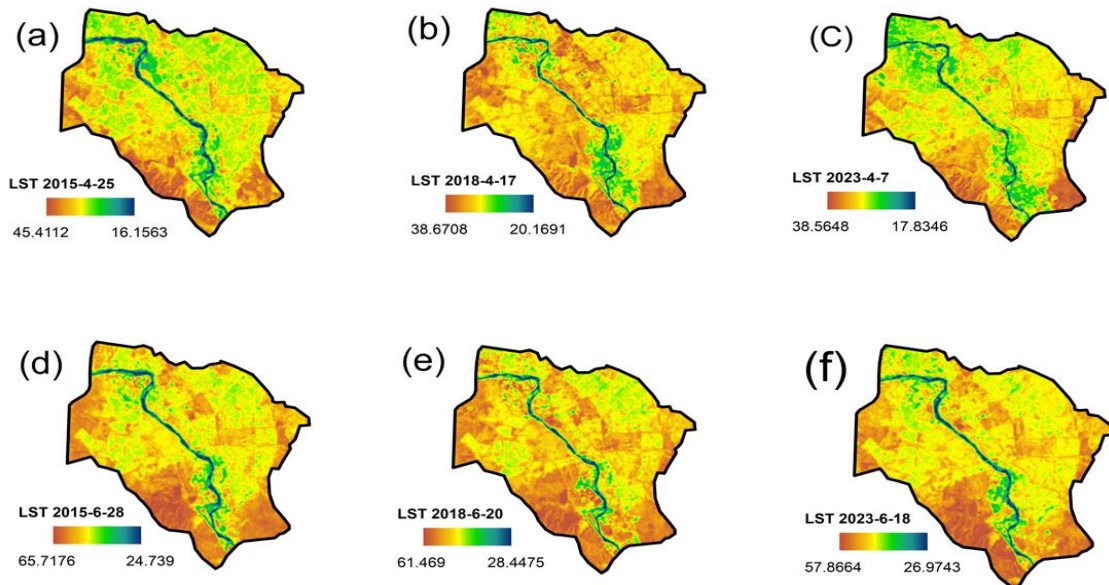 (a)
LST 2015-4-25
45.4112 16.1563
(b)
LST 2018-4-17
38.6708 20.1691
(C)
LST 2023-4-7
38.5648 17.8346
(d)
LST 2015-6-28
65.7176 24.739
(e)
LST 2018-6-20
61.469 28.4475
(f)
LST 2023-6-18
57.8664 26.9743